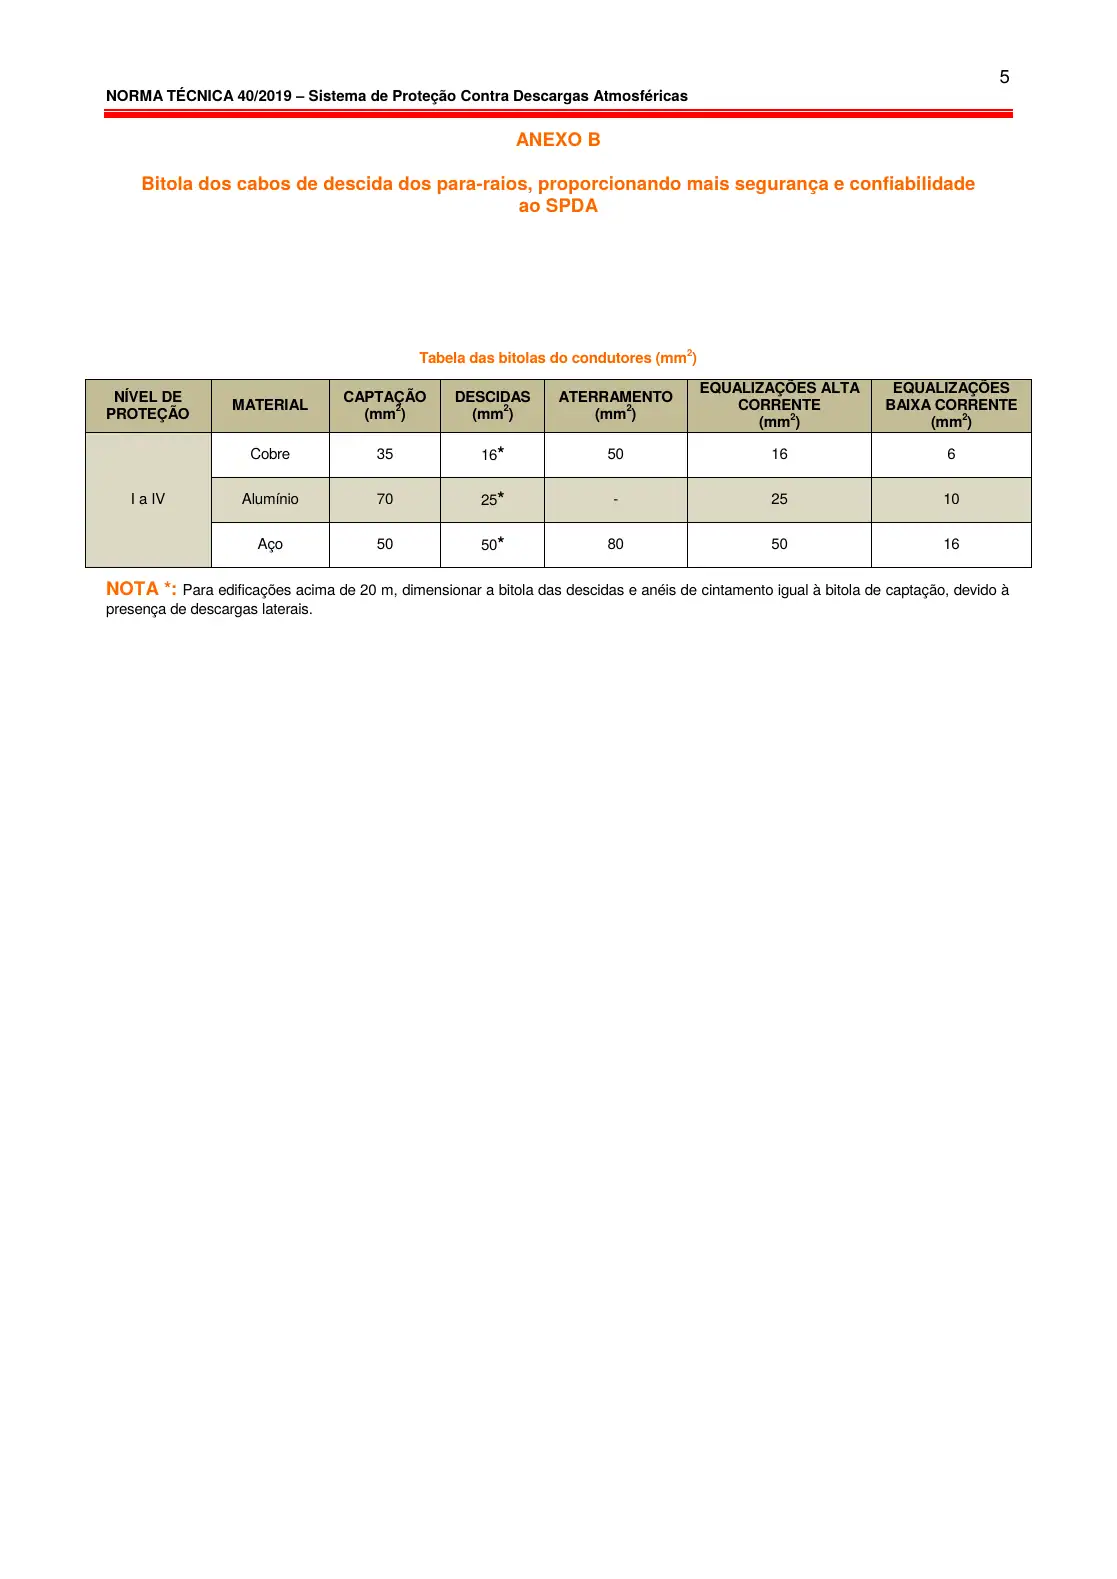 5
NORMA TÉCNICA 40/2019 – Sistema de Proteção Contra Descargas Atmosféricas
ANEXO B
Bitola dos cabos de descida dos para-raios, proporcionando mais segurança e confiabilidade
ao SPDA
Tabela das bitolas do condutores (mm²)
NÍVEL DE PROTEÇÃO MATERIAL CAPTAÇÃO (mm²) DESCIDAS (mm²) ATERRAMENTO (mm²) EQUALIZAÇÕES ALTA CORRENTE (mm²) EQUALIZAÇÕES BAIXA CORRENTE (mm²)
Cobre 35 16* 50 16 6
I a IV Alumínio 70 25* - 25 10
Aço 50 50* 80 50 16
NOTA *: Para edificações acima de 20 m, dimensionar a bitola das descidas e anéis de cintamento igual à bitola de captação, devido à
presença de descargas laterais.